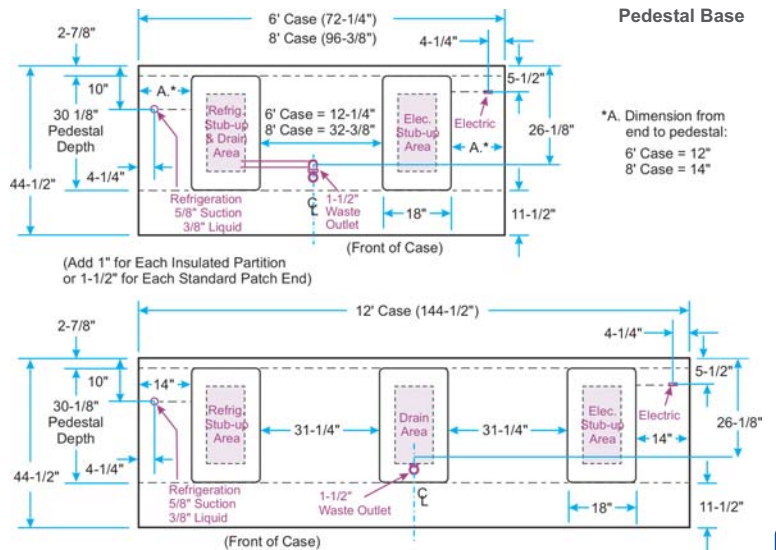 Pedestal Base
6' Case (72-1/4")
8' Case (96-3/8")
2-7/8"
4-1/4"
5-1/2"
10"
A.*
Refrig.
Stub-up
& Drain
Area
6' Case = 12-1/4"
8' Case = 32-3/8"
Elec.
Stub-up
Area
Electric
A.*
26-1/8"
*A. Dimension from
end to pedestal:
6' Case = 12"
8' Case = 14"
30 1/8"
Pedestal
Depth
4-1/4"
44-1/2"
Refrigeration
5/8" Suction
3/8" Liquid
1-1/2"
Waste
Outlet
CL
18"
11-1/2"
(Front of Case)
(Add 1" for Each Insulated Partition
or 1-1/2" for Each Standard Patch End)
12' Case (144-1/2")
2-7/8"
4-1/4"
5-1/2"
10"
14"
Refrig.
Stub-up
Area
31-1/4"
Drain
Area
31-1/4"
Elec.
Stub-up
Area
Electric
14"
26-1/8"
30-1/8"
Pedestal
Depth
4-1/4"
44-1/2"
Refrigeration
5/8" Suction
3/8" Liquid
1-1/2"
Waste Outlet
CL
18"
11-1/2"
(Front of Case)